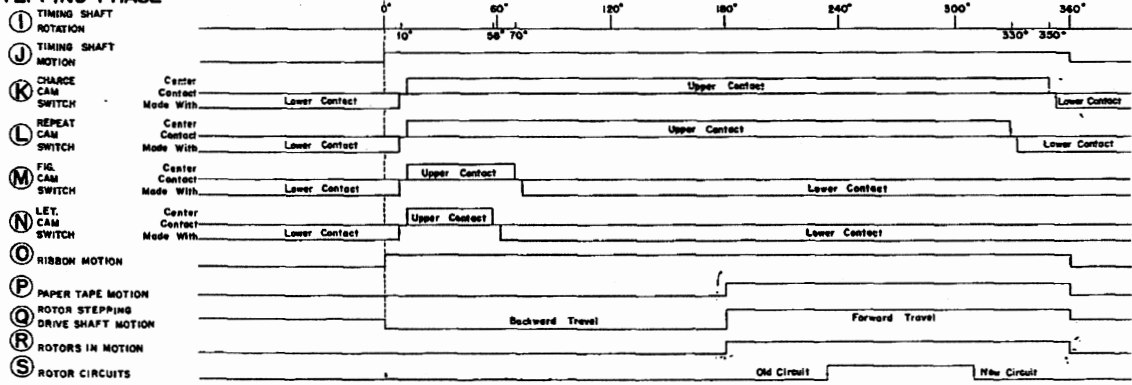 I TIMING SHAFT ROTATION 0° 10° 56° 70° 120° 180° 240° 300° 330° 350° 360°
J TIMING SHAFT MOTION
K CHARGE CAM SWITCH Center Contact Made With Lower Contact Upper Contact Lower Contact
L REPEAT CAM SWITCH Center Contact Made With Lower Contact Upper Contact Lower Contact
M FIG. CAM SWITCH Center Contact Made With Lower Contact Upper Contact Lower Contact
N LET. CAM SWITCH Center Contact Made With Lower Contact Upper Contact Lower Contact
O RIBBON MOTION
P PAPER TAPE MOTION
Q ROTOR STEPPING DRIVE SHAFT MOTION Backward Travel Forward Travel
R ROTORS IN MOTION
S ROTOR CIRCUITS Old Circuit New Circuit